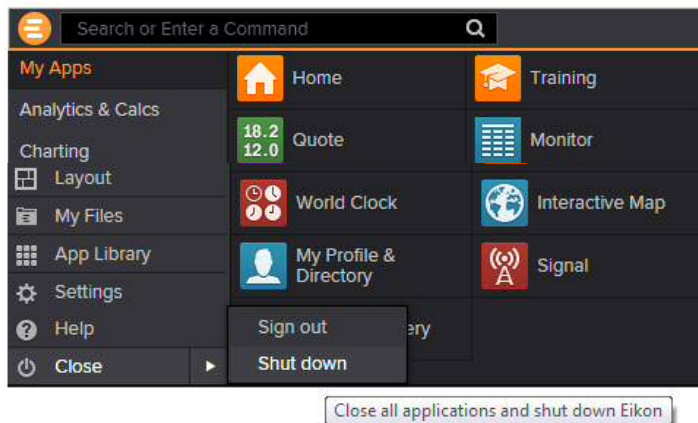 Search or Enter a Command
My Apps
Analytics & Calcs
Charting
Layout
My Files
App Library
Settings
Help
Close
Home
Training
18.2
12.0
Quote
Monitor
World Clock
Interactive Map
My Profile &
Directory
Signal
Sign out
Shut down
Close all applications and shut down Eikon